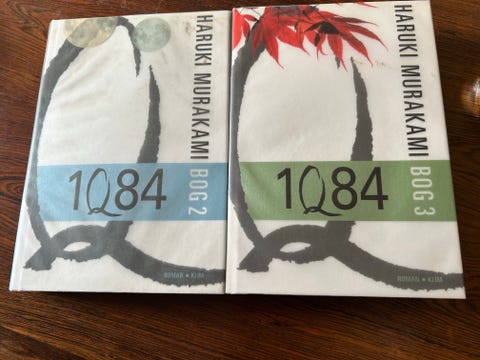 HARUKI MURAKAMI
1Q84
BOG 2
ROMAN • KLIM
HARUKI MURAKAMI
1Q84
BOG 3
ROMAN • KLIM